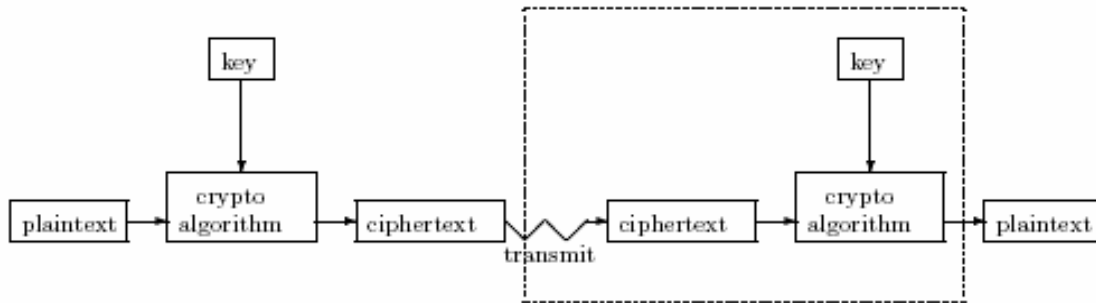 key
key
crypto
algorithm
crypto
algorithm
plaintext
ciphertext
ciphertext
plaintext
transmit